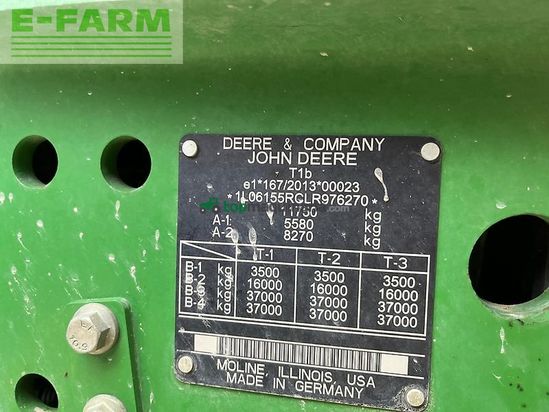 E-FARM
DEERE & COMPANY
JOHN DEERE
T1b
e1*167/2013*00023
*1L06155RCLR976270*
11750 kg
A-1: 5580 kg
A-2: 8270 kg
T-1 T-2 T-3
B-1 kg 3500 3500 3500
B-2 kg 16000 16000 16000
B-3 kg 37000 37000 37000
B-4 kg 37000 37000 37000
MOLINE, ILLINOIS, USA
MADE IN GERMANY
10.9